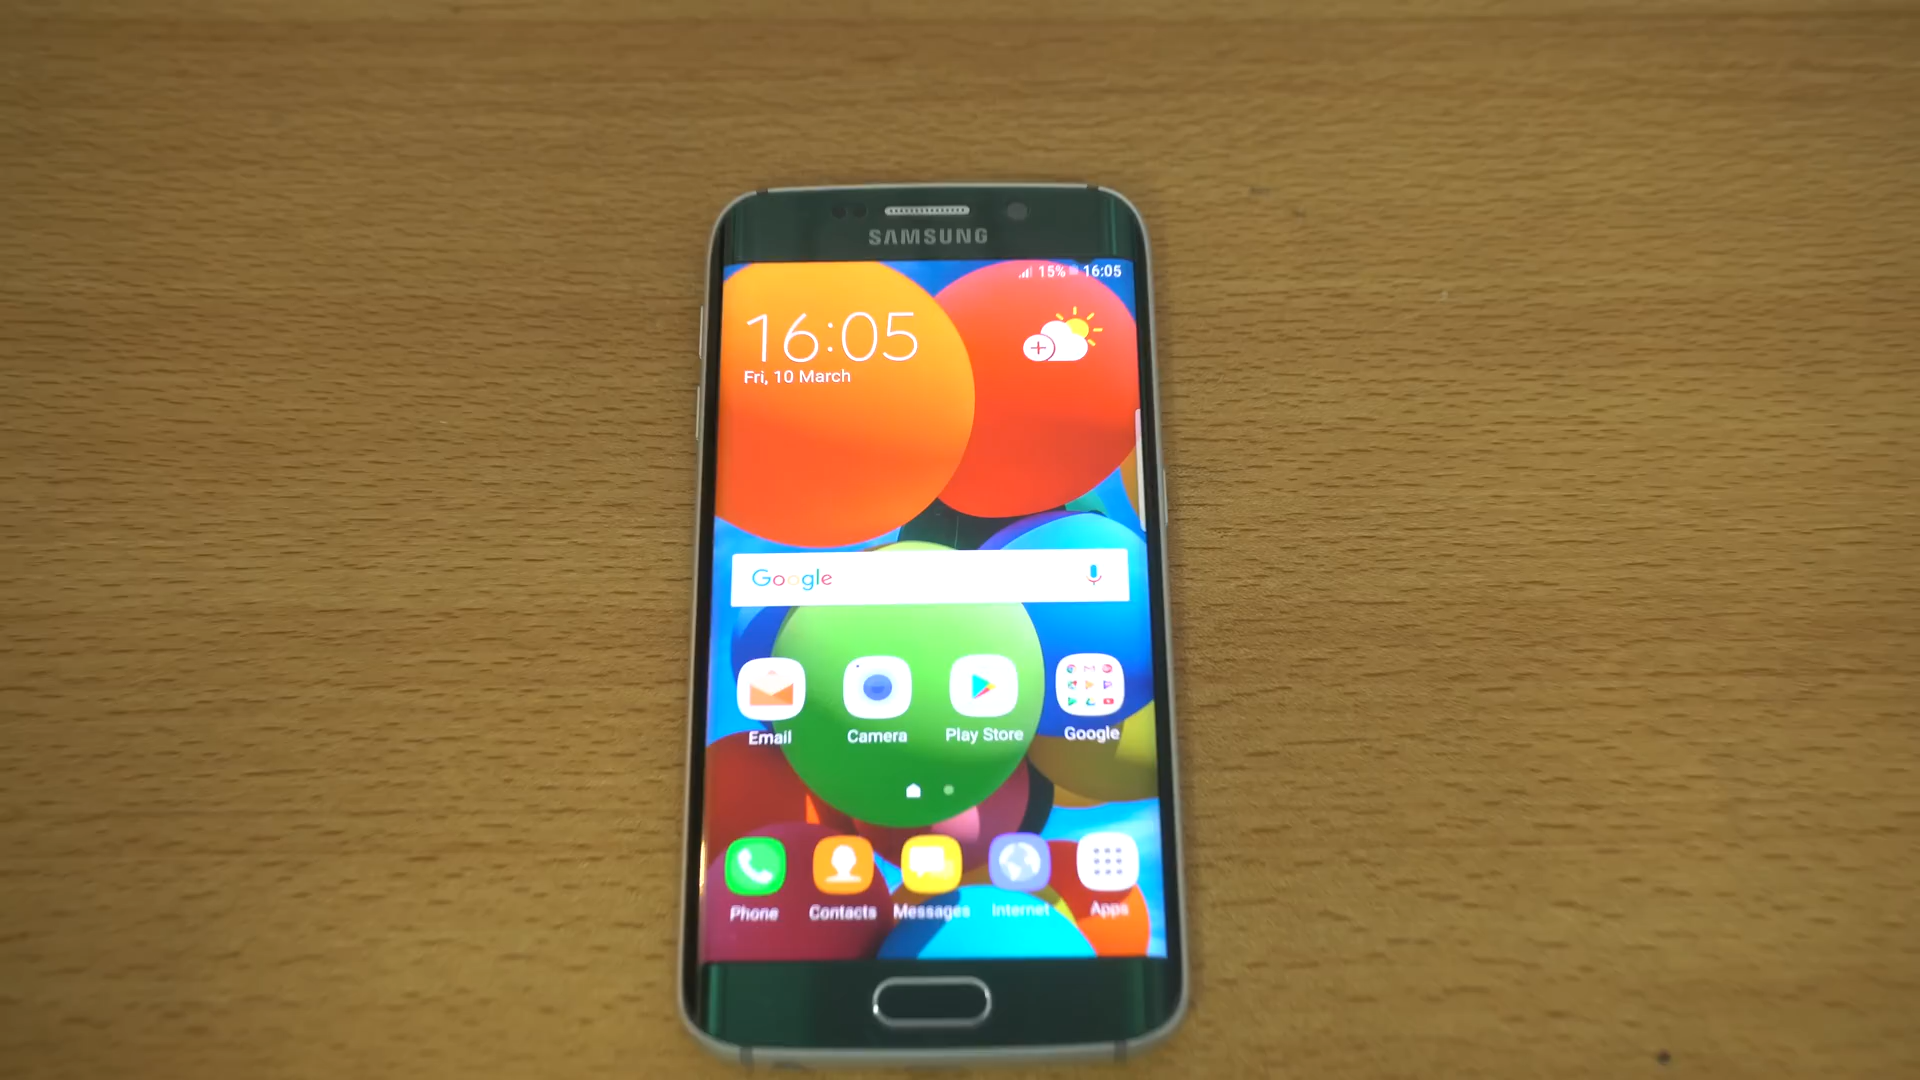 SAMSUNG
15% 16:05
16:05
Fri, 10 March
Google
Email Camera Play Store Google
Phone Contacts Messages Internet Apps